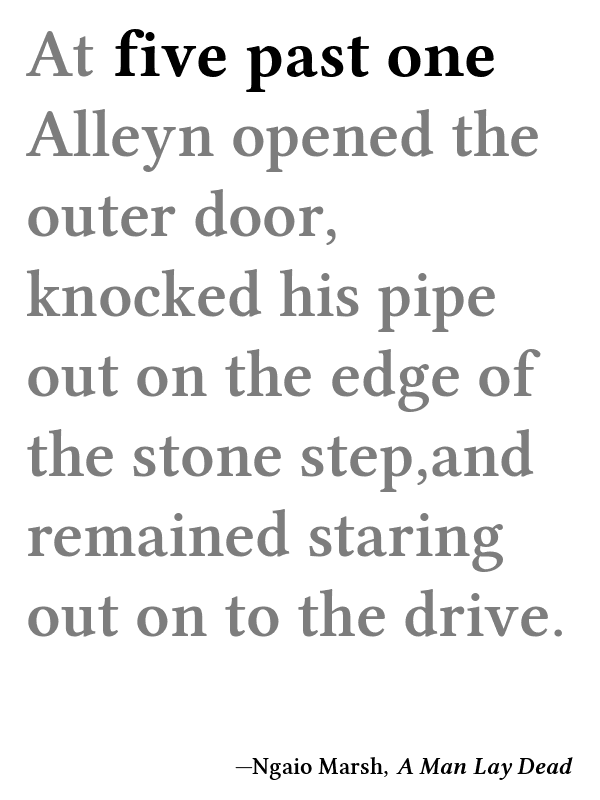 At five past one
Alleyn opened the
outer door,
knocked his pipe
out on the edge of
the stone step,and
remained staring
out on to the drive.
—Ngaio Marsh, A Man Lay Dead